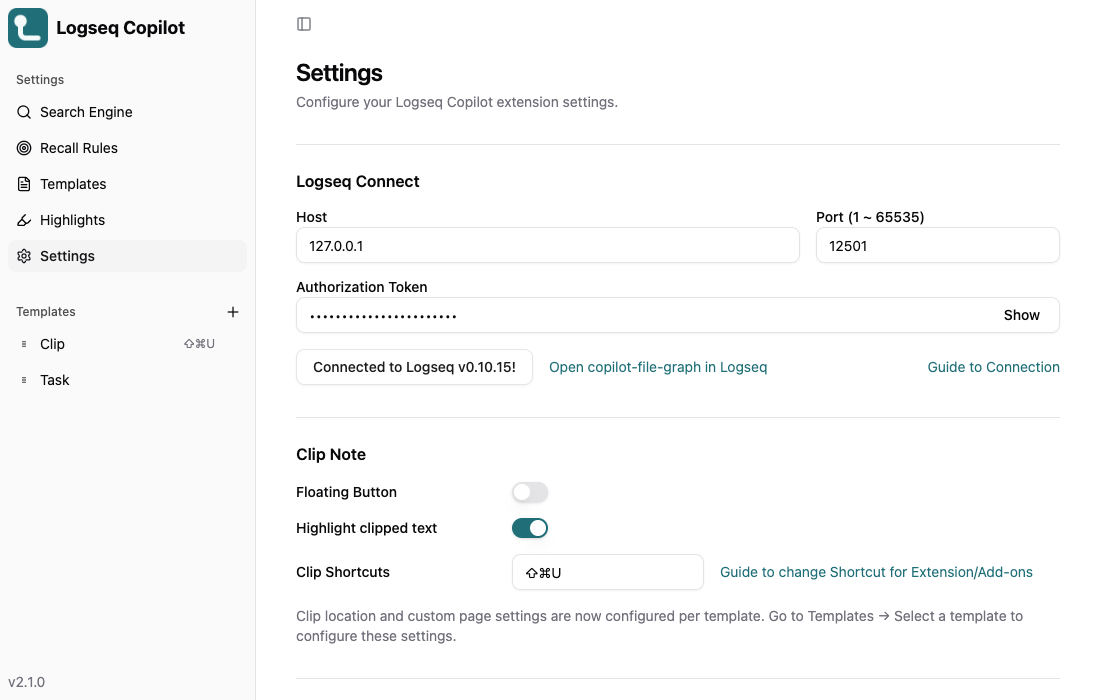 Logseq Copilot
Settings
Search Engine
Recall Rules
Templates
Highlights
Settings
Templates
Clip ⇧⌘U
Task
v2.1.0
Settings
Configure your Logseq Copilot extension settings.
Logseq Connect
Host
127.0.0.1
Port (1 ~ 65535)
12501
Authorization Token
••••••••••••••••••••••• Show
Connected to Logseq v0.10.15! Open copilot-file-graph in Logseq Guide to Connection
Clip Note
Floating Button
Highlight clipped text
Clip Shortcuts ⇧⌘U Guide to change Shortcut for Extension/Add-ons
Clip location and custom page settings are now configured per template. Go to Templates → Select a template to
configure these settings.